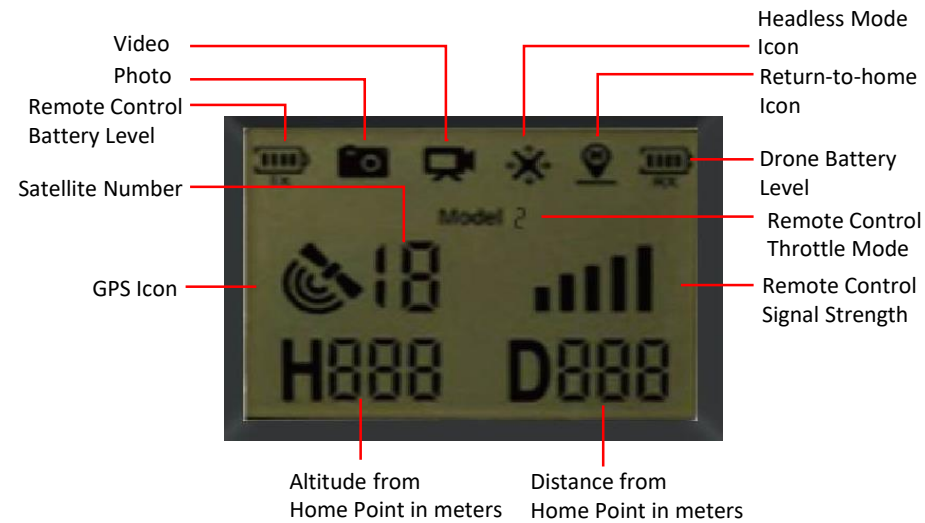 Headless Mode
Icon
Video
Photo
Return-to-home
Icon
Remote Control
Battery Level
Drone Battery
Level
Satellite Number
Remote Control
Throttle Mode
GPS Icon
Remote Control
Signal Strength
TX
RX
Model 2
18
H888
D888
Altitude from
Home Point in meters
Distance from
Home Point in meters